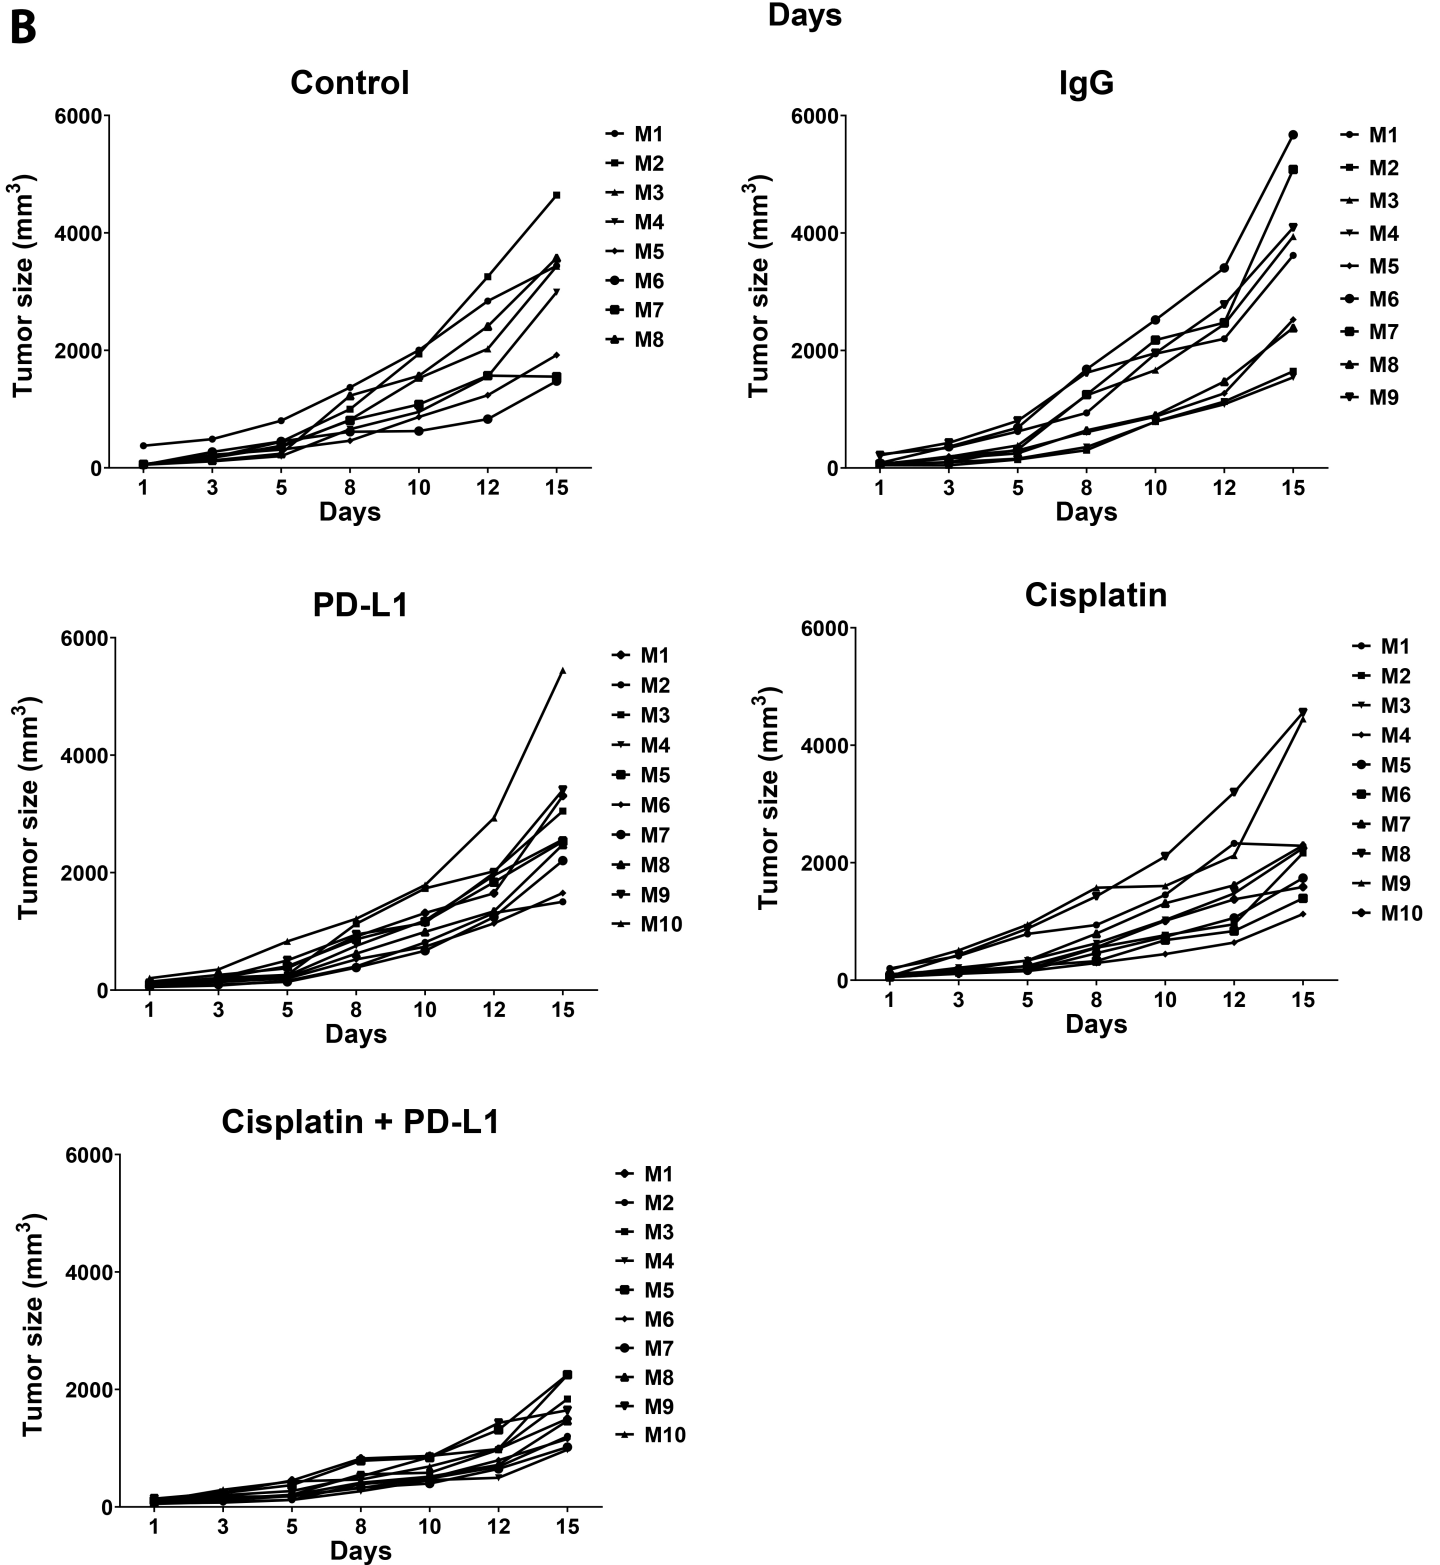 B
Days
Control
6000
4000
2000
0
Tumor size (mm3)
1 3 5 8 10 12 15
Days
M1
M2
M3
M4
M5
M6
M7
M8
IgG
6000
4000
2000
0
Tumor size (mm3)
1 3 5 8 10 12 15
Days
M1
M2
M3
M4
M5
M6
M7
M8
M9
PD-L1
6000
4000
2000
0
Tumor size (mm3)
1 3 5 8 10 12 15
Days
M1
M2
M3
M4
M5
M6
M7
M8
M9
M10
Cisplatin
6000
4000
2000
0
Tumor size (mm3)
1 3 5 8 10 12 15
Days
M1
M2
M3
M4
M5
M6
M7
M8
M9
M10
Cisplatin + PD-L1
6000
4000
2000
0
Tumor size (mm3)
1 3 5 8 10 12 15
Days
M1
M2
M3
M4
M5
M6
M7
M8
M9
M10